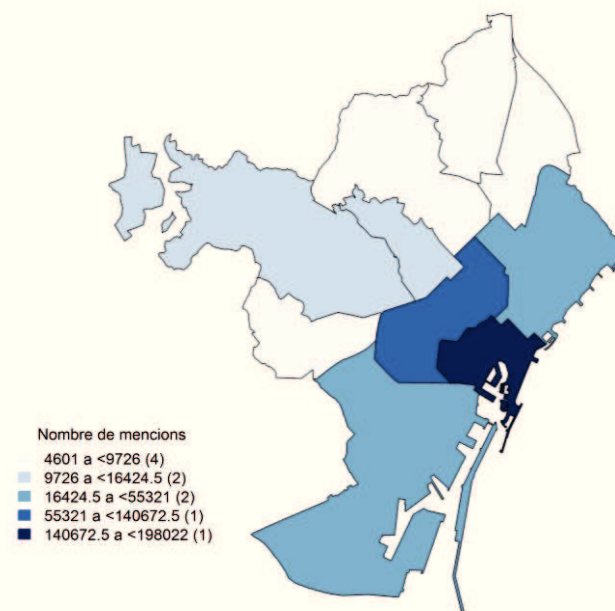 Nombre de mencions
4601 a <9726 (4)
9726 a <16424.5 (2)
16424.5 a <55321 (2)
55321 a <140672.5 (1)
140672.5 a <198022 (1)